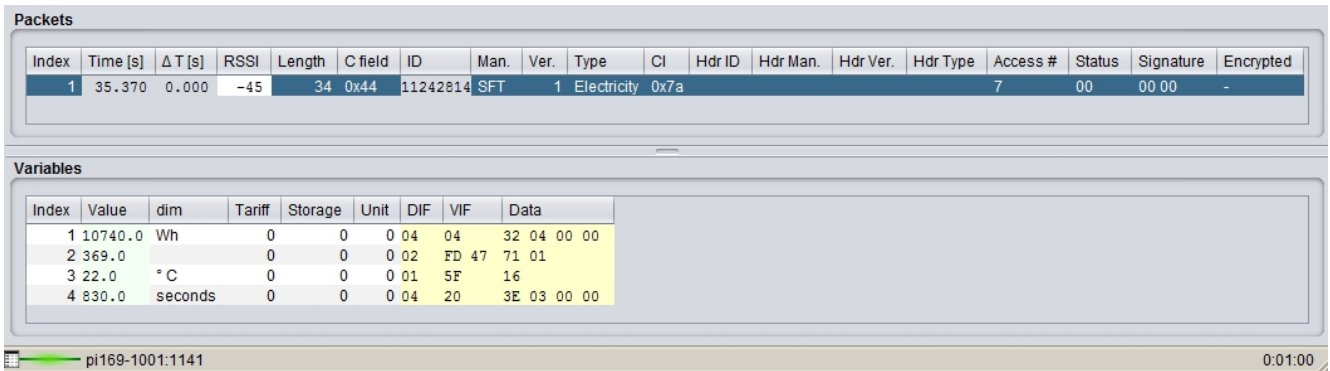 Packets
Index Time [s] Δ T [s] RSSI Length C field ID Man. Ver. Type CI Hdr ID Hdr Man. Hdr Ver. Hdr Type Access # Status Signature Encrypted
1 35.370 0.000 -45 34 0x44 11242814 SFT 1 Electricity 0x7a 7 00 00 00 -
Variables
Index Value dim Tariff Storage Unit DIF VIF Data
1 10740.0 Wh 0 0 0 04 04 32 04 00 00
2 369.0 0 0 0 02 FD 47 71 01
3 22.0 ° C 0 0 0 01 5F 16
4 830.0 seconds 0 0 0 04 20 3E 03 00 00
pi169-1001:1141 0:01:00